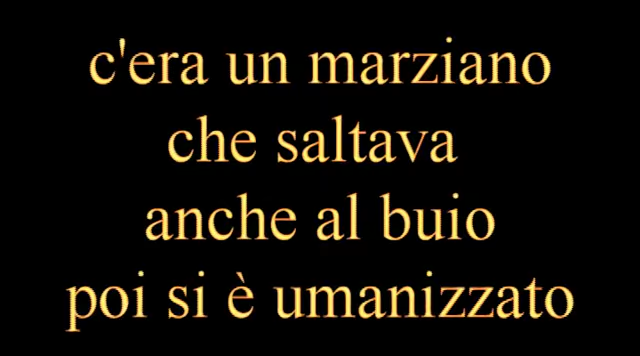 c'era un marziano
che saltava
anche al buio
poi si è umanizzato